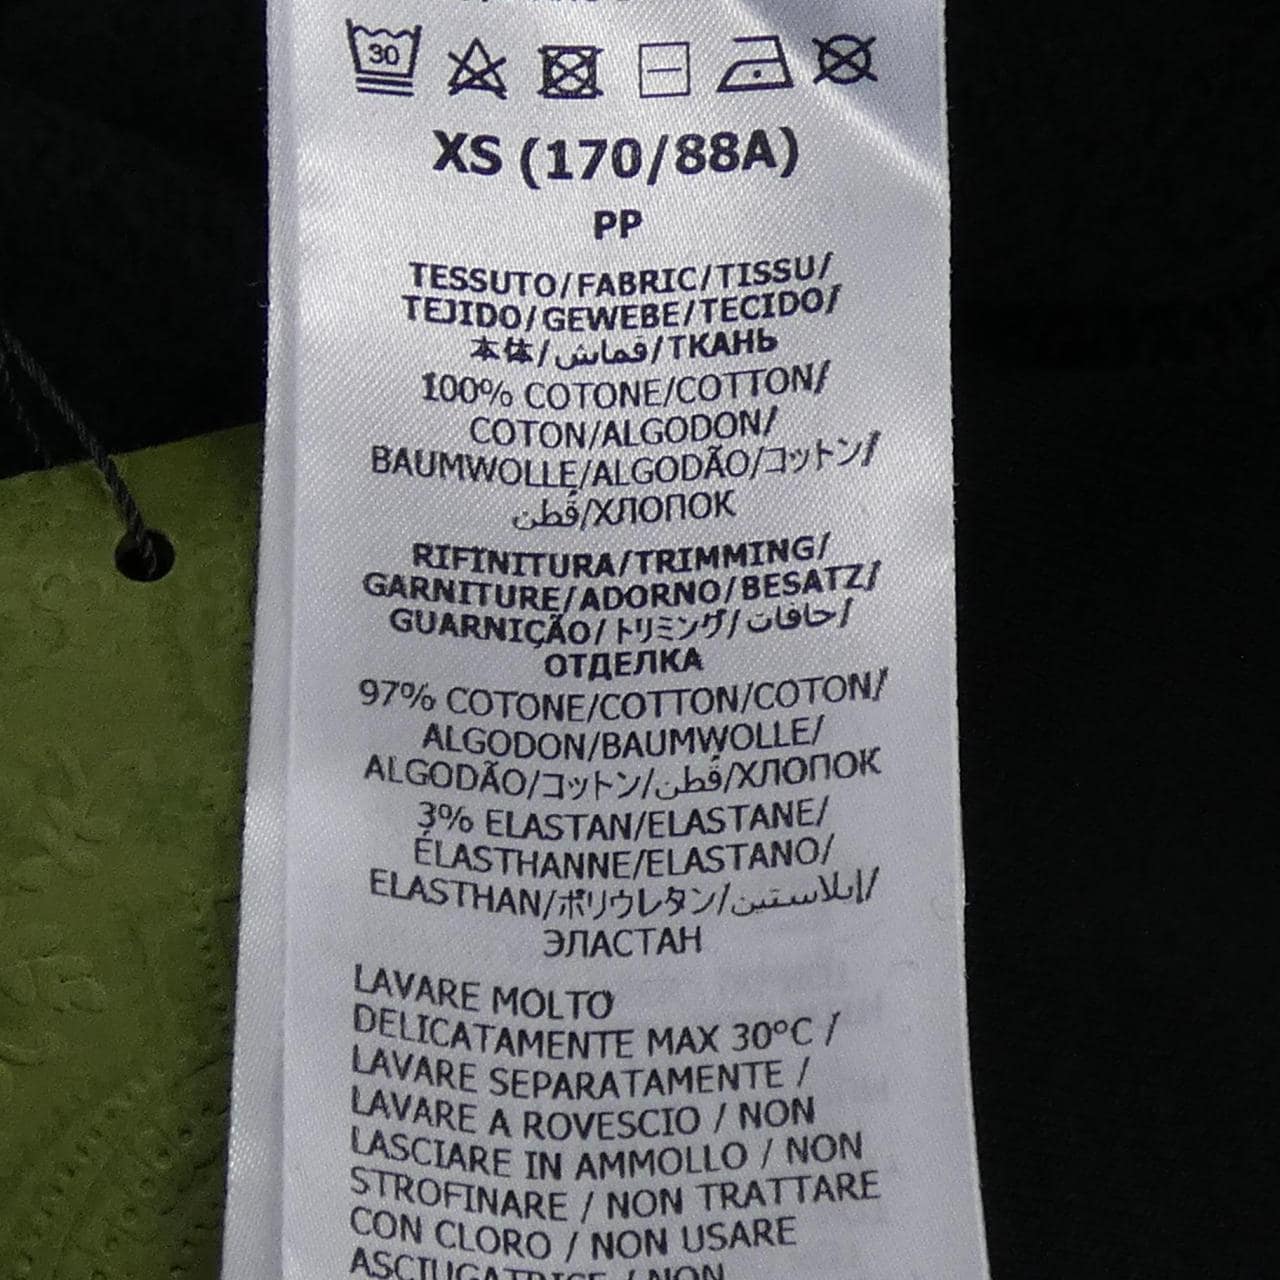 30
XS (170/88A)
PP
TESSUTO/FABRIC/TISSU/
TEJIDO/GEWEBE/TECIDO/
本体/قماش/ТКАНЬ
100% COTONE/COTTON/
COTON/ALGODON/
BAUMWOLLE/ALGODÃO/コットン/
قطن/ХЛОПОК
RIFINITURA/TRIMMING/
GARNITURE/ADORNO/BESATZ/
GUARNIÇÃO/トリミング/حافات/
ОТДЕЛКА
97% COTONE/COTTON/COTON/
ALGODON/BAUMWOLLE/
ALGODÃO/コットン/قطن/ХЛОПОК
3% ELASTAN/ELASTANE/
ÉLASTHANNE/ELASTANO/
ELASTHAN/ポリウレタン/إيلاستين/
ЭЛАСТАН
LAVARE MOLTO
DELICATAMENTE MAX 30°C /
LAVARE SEPARATAMENTE /
LAVARE A ROVESCIO / NON
LASCIARE IN AMMOLLO / NON
STROFINARE / NON TRATTARE
CON CLORO / NON USARE
ASCIUGATRICE / NON